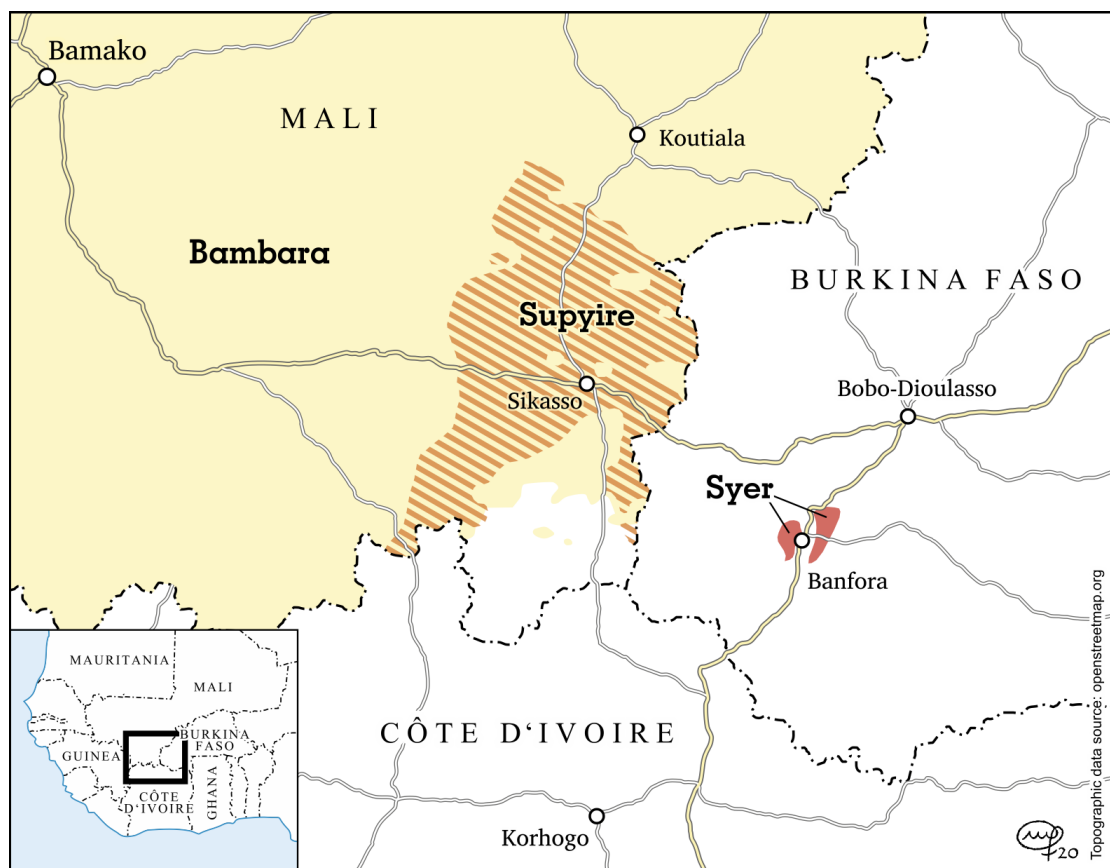 Bamako
MALI
Koutiala
Bambara
BURKINA FASO
Supyire
Sikasso
Bobo-Dioulasso
Syer
Banfora
CÔTE D'IVOIRE
Korhogo
MAURITANIA
MALI
GUINEA
BURKINA
FASO
CÔTE
D'IVOIRE
GHANA
Topographic data source: openstreetmap.org
20